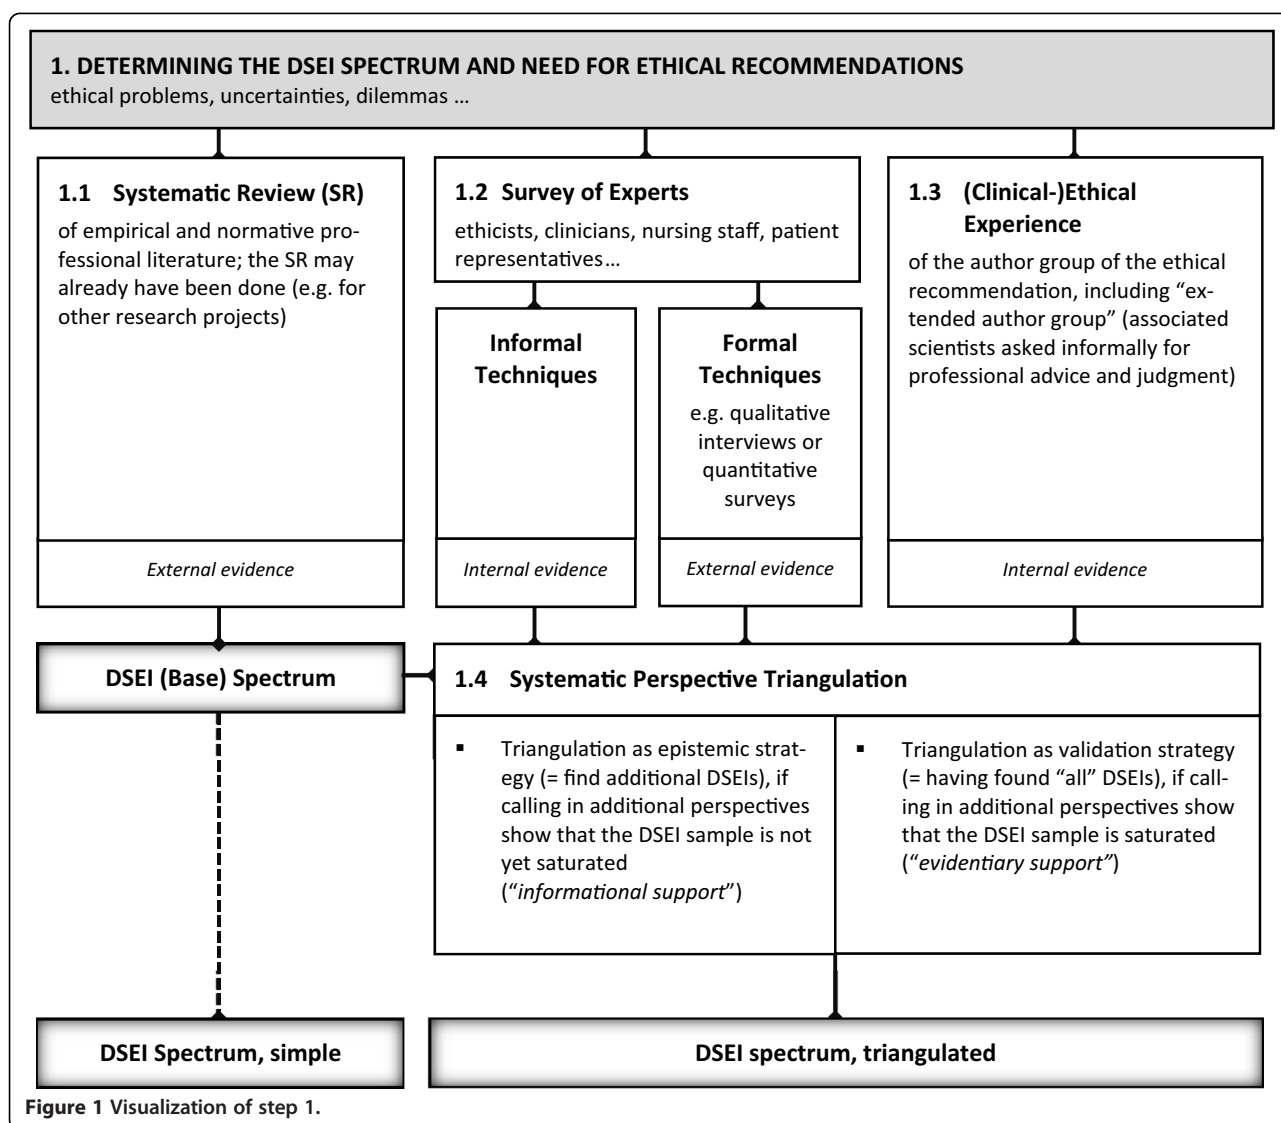 1. DETERMINING THE DSEI SPECTRUM AND NEED FOR ETHICAL RECOMMENDATIONS
ethical problems, uncertainties, dilemmas …
1.1 Systematic Review (SR)
of empirical and normative pro-
fessional literature; the SR may
already have been done (e.g. for
other research projects)
External evidence
1.2 Survey of Experts
ethicists, clinicians, nursing staff, patient
representatives…
Informal
Techniques
Internal evidence
Formal
Techniques
e.g. qualitative
interviews or
quantitative
surveys
External evidence
1.3 (Clinical-)Ethical
Experience
of the author group of the ethical
recommendation, including “ex-
tended author group” (associated
scientists asked informally for
professional advice and judgment)
Internal evidence
DSEI (Base) Spectrum
1.4 Systematic Perspective Triangulation
▪ Triangulation as epistemic strat-
egy (= find additional DSEIs), if
calling in additional perspectives
show that the DSEI sample is not
yet saturated
(“informational support”)
▪ Triangulation as validation strategy
(= having found “all” DSEIs), if call-
ing in additional perspectives show
that the DSEI sample is saturated
(“evidentiary support”)
DSEI Spectrum, simple
DSEI spectrum, triangulated
Figure 1 Visualization of step 1.